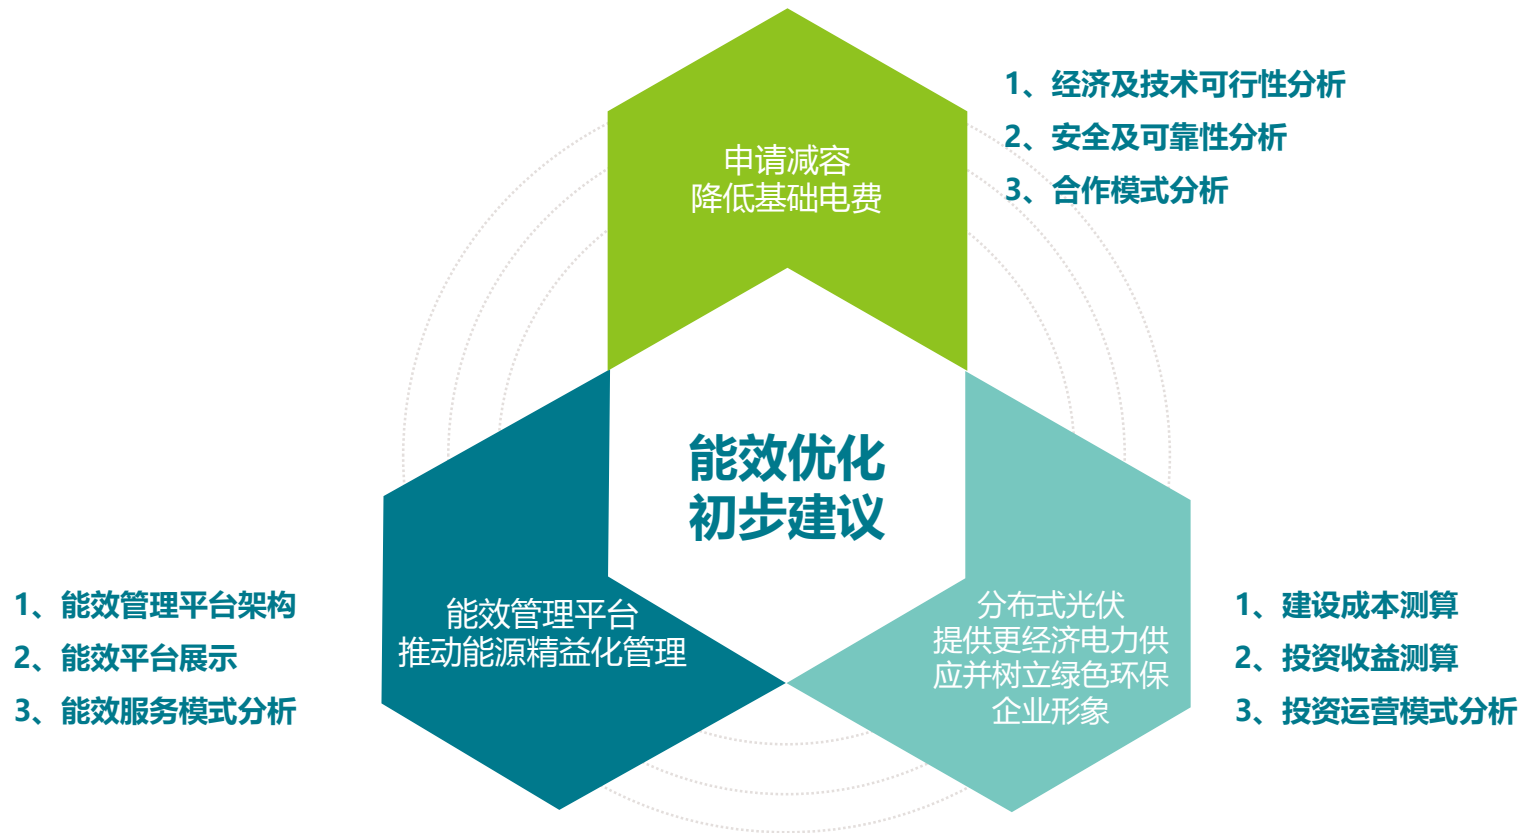 申请减容
降低基础电费
1、经济及技术可行性分析
2、安全及可靠性分析
3、合作模式分析
能效优化
初步建议
1、能效管理平台架构
2、能效平台展示
3、能效服务模式分析
能效管理平台
推动能源精益化管理
分布式光伏
提供更经济电力供
应并树立绿色环保
企业形象
1、建设成本测算
2、投资收益测算
3、投资运营模式分析